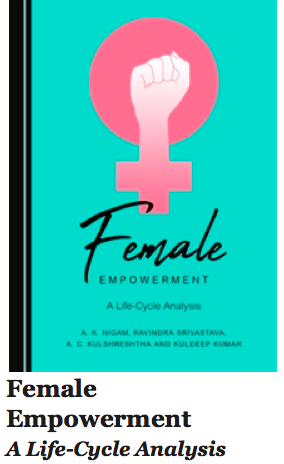 Female
EMPOWERMENT
A Life-Cycle Analysis
A. K. NIGAM, RAVINDRA SRIVASTAVA,
A. C. KULSHRESHTHA AND KULDEEP KUMAR
Female
Empowerment
A Life-Cycle Analysis